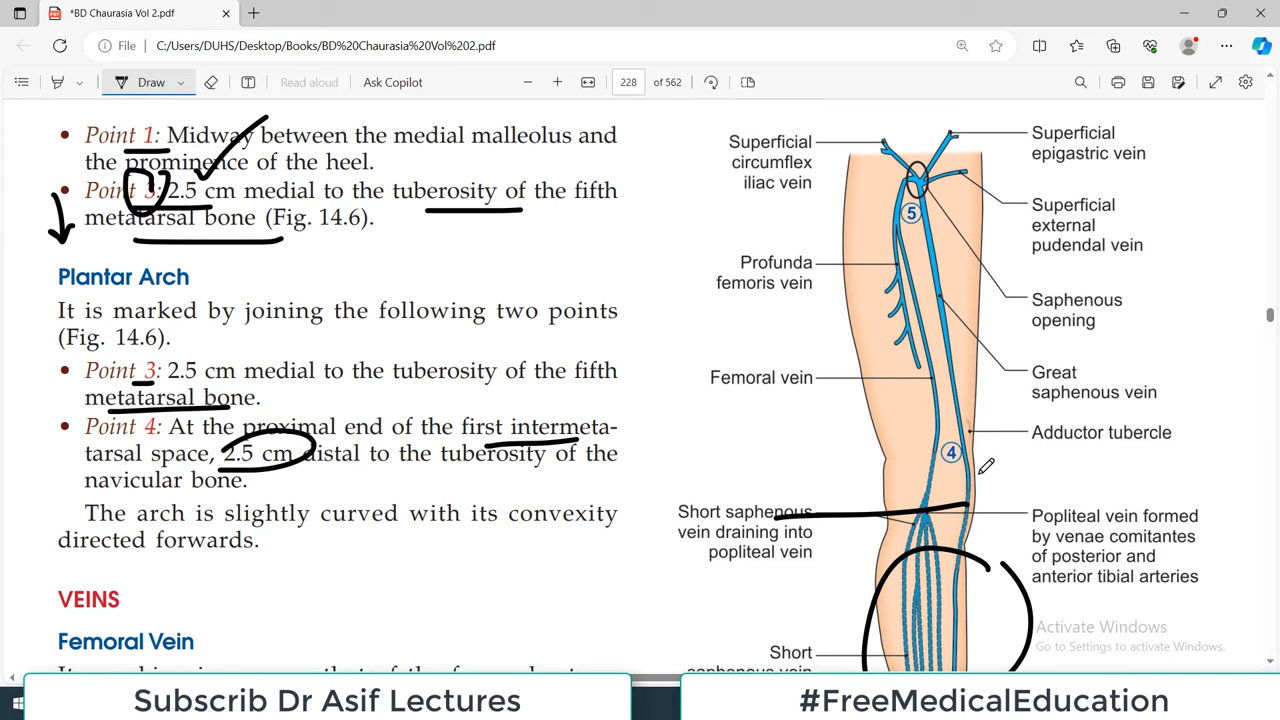 *BD Chaurasia Vol 2.pdf
File C:/Users/DUHS/Desktop/Books/BD%20Chaurasia%20Vol%202.pdf
Draw Read aloud Ask Copilot 228 of 562
• Point 1: Midway between the medial malleolus and
the prominence of the heel.
• Point 3: 2.5 cm medial to the tuberosity of the fifth
metatarsal bone (Fig. 14.6).
Plantar Arch
It is marked by joining the following two points
(Fig. 14.6).
• Point 3: 2.5 cm medial to the tuberosity of the fifth
metatarsal bone.
• Point 4: At the proximal end of the first intermeta-
tarsal space, 2.5 cm distal to the tuberosity of the
navicular bone.
The arch is slightly curved with its convexity
directed forwards.
VEINS
Femoral Vein
Superficial
circumflex
iliac vein
Profunda
femoris vein
Femoral vein
Short saphenous
vein draining into
popliteal vein
Short
saphenous vein
5
4
Superficial
epigastric vein
Superficial
external
pudendal vein
Saphenous
opening
Great
saphenous vein
Adductor tubercle
Popliteal vein formed
by venae comitantes
of posterior and
anterior tibial arteries
Activate Windows
Go to Settings to activate Windows.
Subscrib Dr Asif Lectures
#FreeMedicalEducation